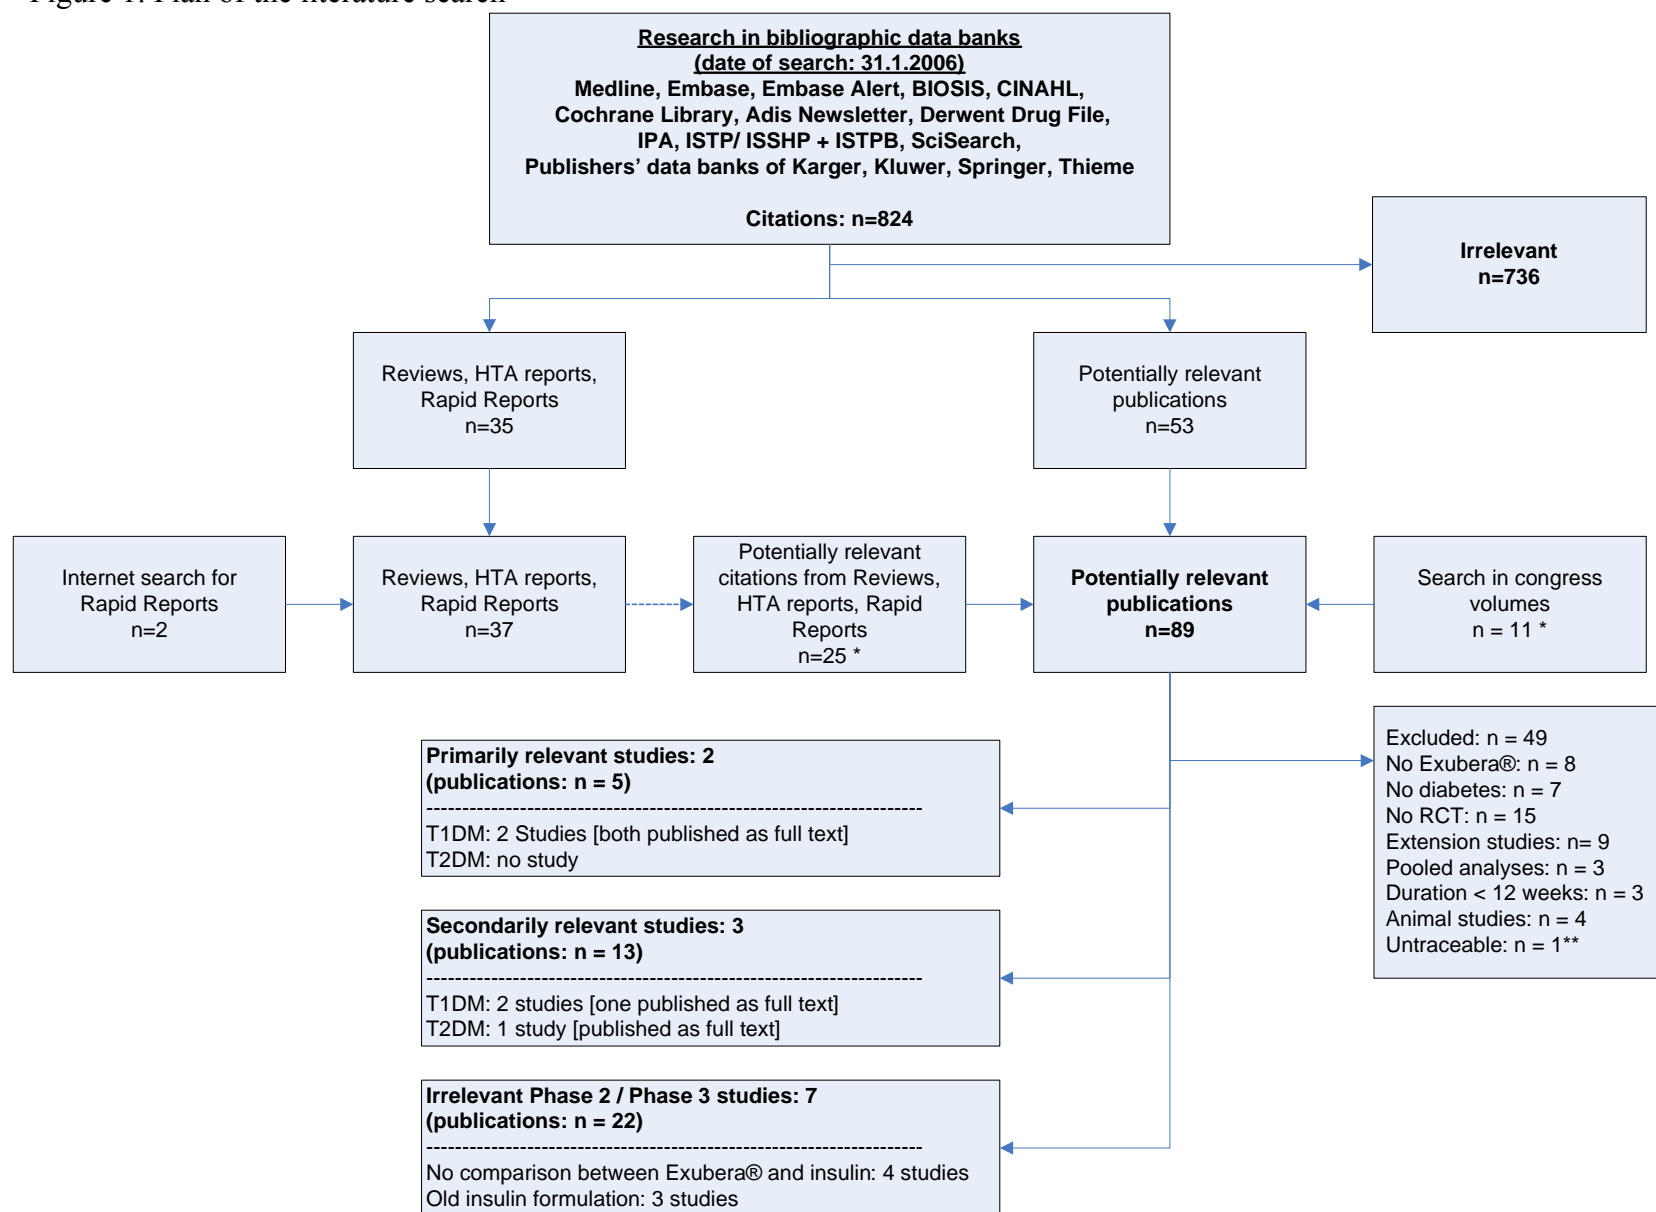 Figure 1: Plan of the literature search
Research in bibliographic data banks
(date of search: 31.1.2006)
Medline, Embase, Embase Alert, BIOSIS, CINAHL,
Cochrane Library, Adis Newsletter, Derwent Drug File,
IPA, ISTP/ ISSHP + ISTPB, SciSearch,
Publishers’ data banks of Karger, Kluwer, Springer, Thieme
Citations: n=824
Irrelevant
n=736
Reviews, HTA reports,
Rapid Reports
n=35
Potentially relevant
publications
n=53
Internet search for
Rapid Reports
n=2
Reviews, HTA reports,
Rapid Reports
n=37
Potentially relevant
citations from Reviews,
HTA reports, Rapid
Reports
n=25 *
Potentially relevant
publications
n=89
Search in congress
volumes
n = 11 *
Excluded: n = 49
No Exubera®: n = 8
No diabetes: n = 7
No RCT: n = 15
Extension studies: n= 9
Pooled analyses: n = 3
Duration < 12 weeks: n = 3
Animal studies: n = 4
Untraceable: n = 1**
Primarily relevant studies: 2
(publications: n = 5)
---------------------------------------------------------------------
T1DM: 2 Studies [both published as full text]
T2DM: no study
Secondarily relevant studies: 3
(publications: n = 13)
---------------------------------------------------------------------
T1DM: 2 studies [one published as full text]
T2DM: 1 study [published as full text]
Irrelevant Phase 2 / Phase 3 studies: 7
(publications: n = 22)
---------------------------------------------------------------------
No comparison between Exubera® and insulin: 4 studies
Old insulin formulation: 3 studies